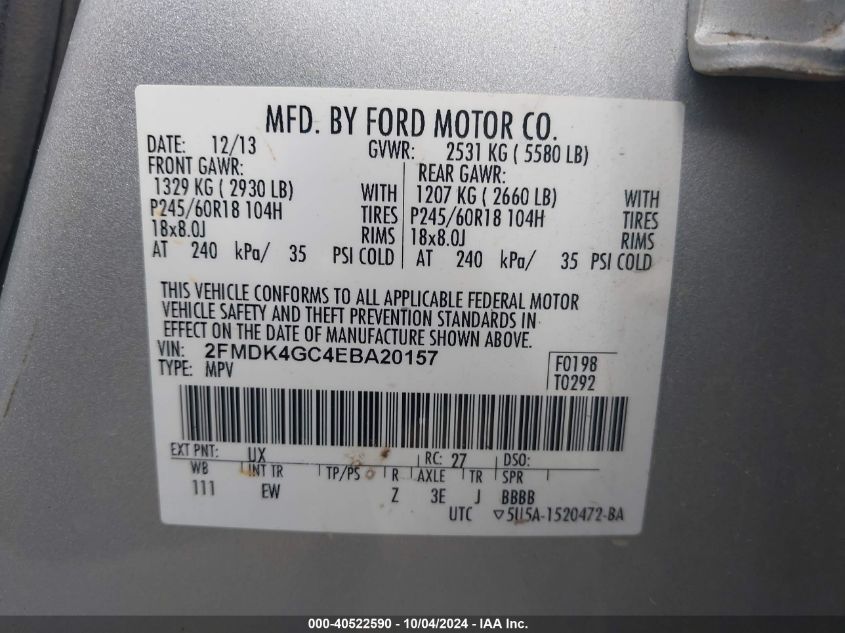 MFD. BY FORD MOTOR CO.
DATE: 12/13 GVWR: 2531 KG ( 5580 LB)
FRONT GAWR: REAR GAWR:
1329 KG ( 2930 LB) WITH 1207 KG ( 2660 LB) WITH
P245/60R18 104H TIRES P245/60R18 104H TIRES
18x8.0J RIMS 18x8.0J RIMS
AT 240 kPa/ 35 PSI COLD AT 240 kPa/ 35 PSI COLD
THIS VEHICLE CONFORMS TO ALL APPLICABLE FEDERAL MOTOR
VEHICLE SAFETY AND THEFT PREVENTION STANDARDS IN
EFFECT ON THE DATE OF MANUFACTURE SHOWN ABOVE.
VIN: 2FMDK4GC4EBA20157
TYPE: MPV
F0198
T0292
EXT PNT: UX RC: 27 DSO:
WB INT TR TP/PS R AXLE TR SPR
111 EW Z 3E J BBBB
UTC ▽5U5A-1520472-BA
000-40522590 - 10/04/2024 - IAA.